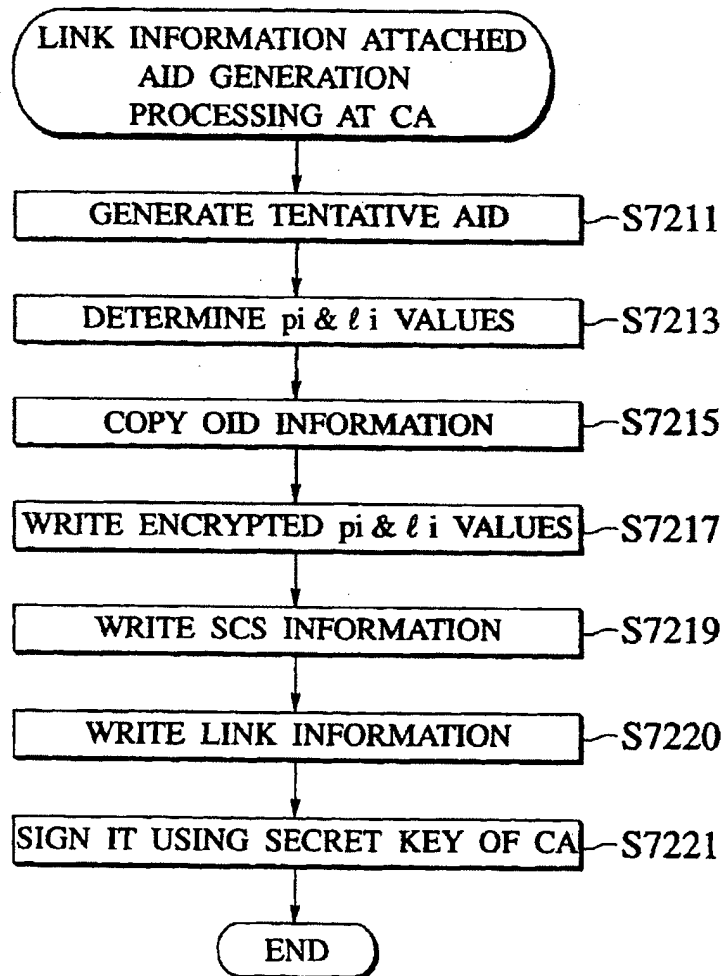 LINK INFORMATION ATTACHED
AID GENERATION
PROCESSING AT CA
GENERATE TENTATIVE AID
S7211
DETERMINE pi & ℓ i VALUES
S7213
COPY OID INFORMATION
S7215
WRITE ENCRYPTED pi & ℓ i VALUES
S7217
WRITE SCS INFORMATION
S7219
WRITE LINK INFORMATION
S7220
SIGN IT USING SECRET KEY OF CA
S7221
END